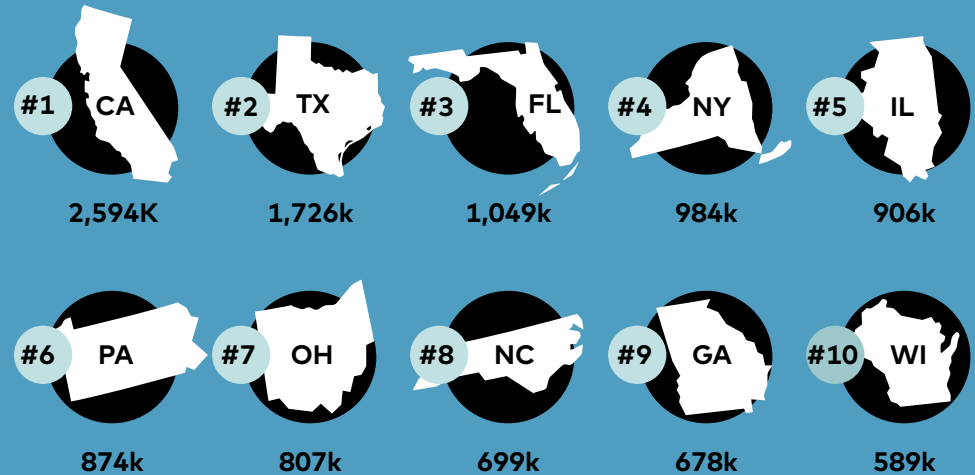 #1 CA
#2 TX
#3 FL
#4 NY
#5 IL
2,594K
1,726k
1,049k
984k
906k
#6 PA
#7 OH
#8 NC
#9 GA
#10 WI
874k
807k
699k
678k
589k